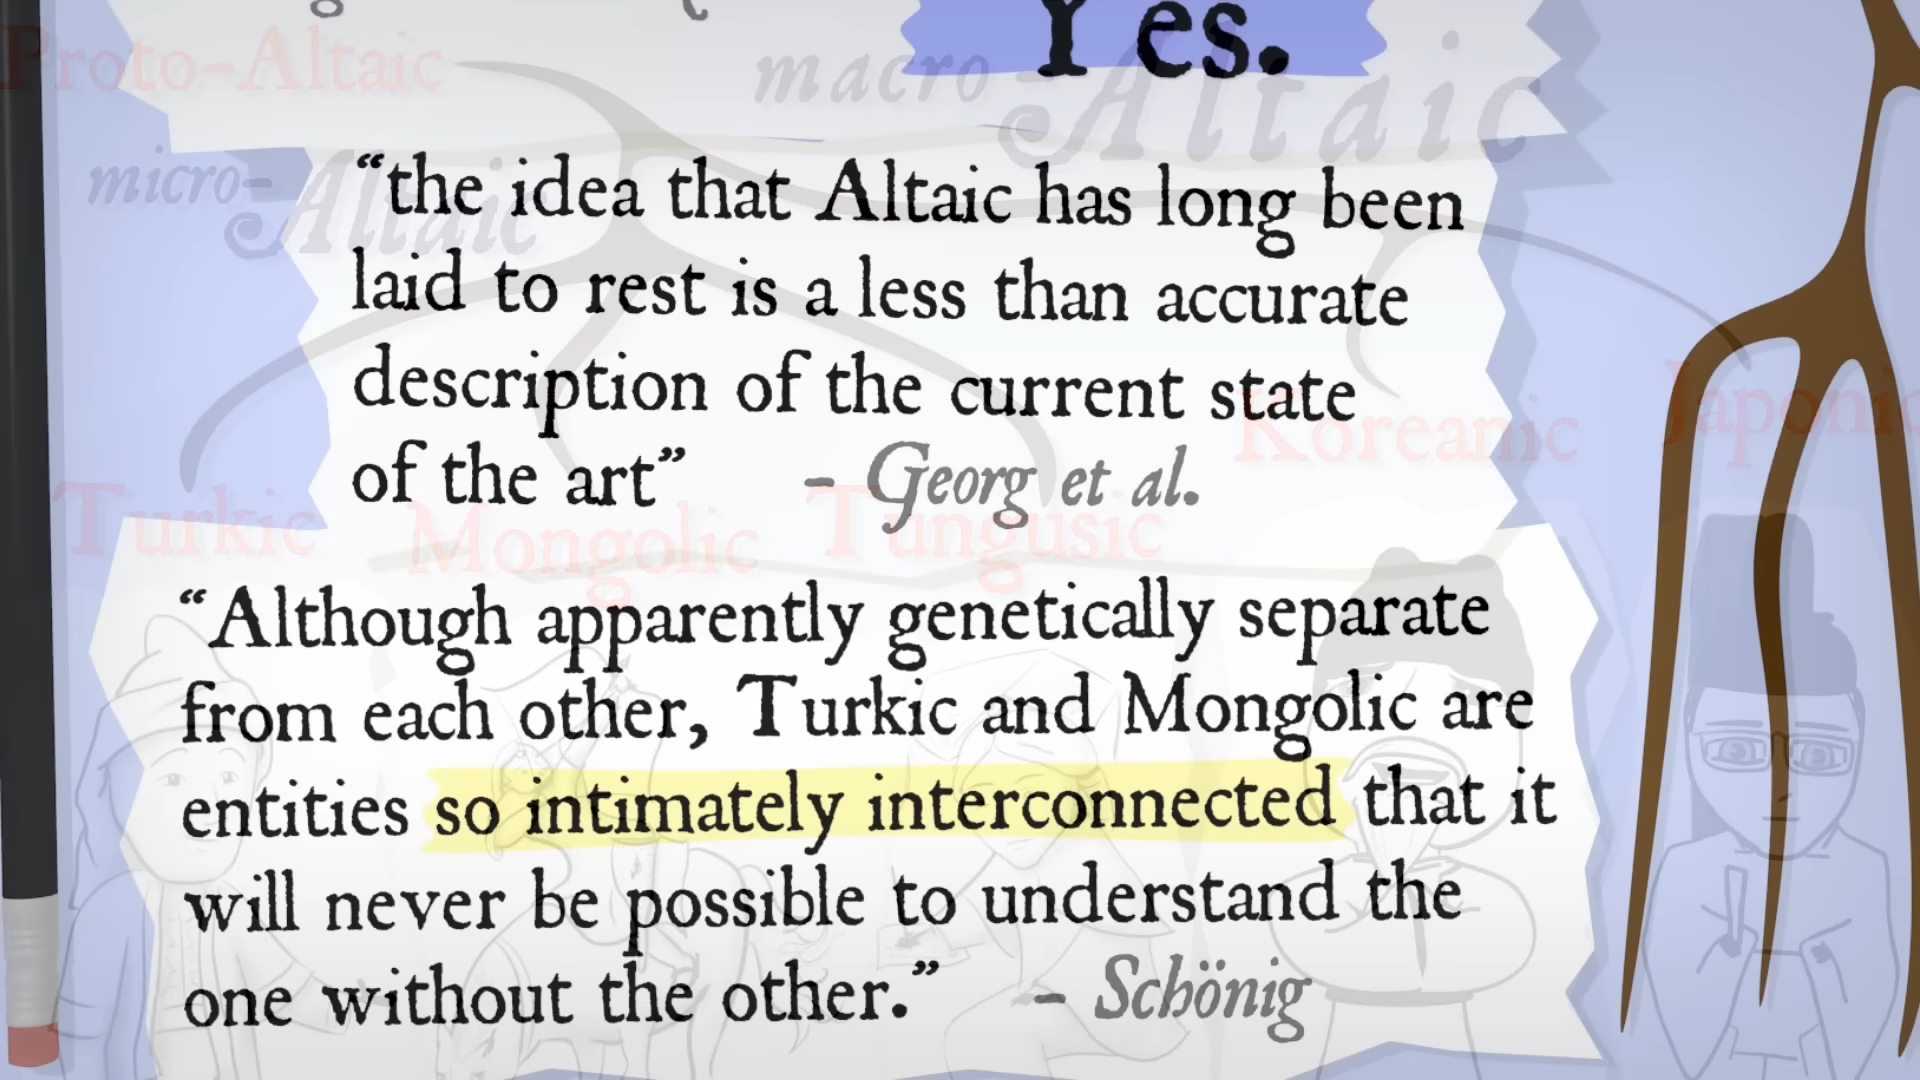 Yes.
Proto-Altaic
macro-Altaic
micro-Altaic
“the idea that Altaic has long been
laid to rest is a less than accurate
description of the current state
of the art” – Georg et al.
Koreanic
Japonic
Turkic
Mongolic
Tungusic
“Although apparently genetically separate
from each other, Turkic and Mongolic are
entities so intimately interconnected that it
will never be possible to understand the
one without the other.” – Schönig